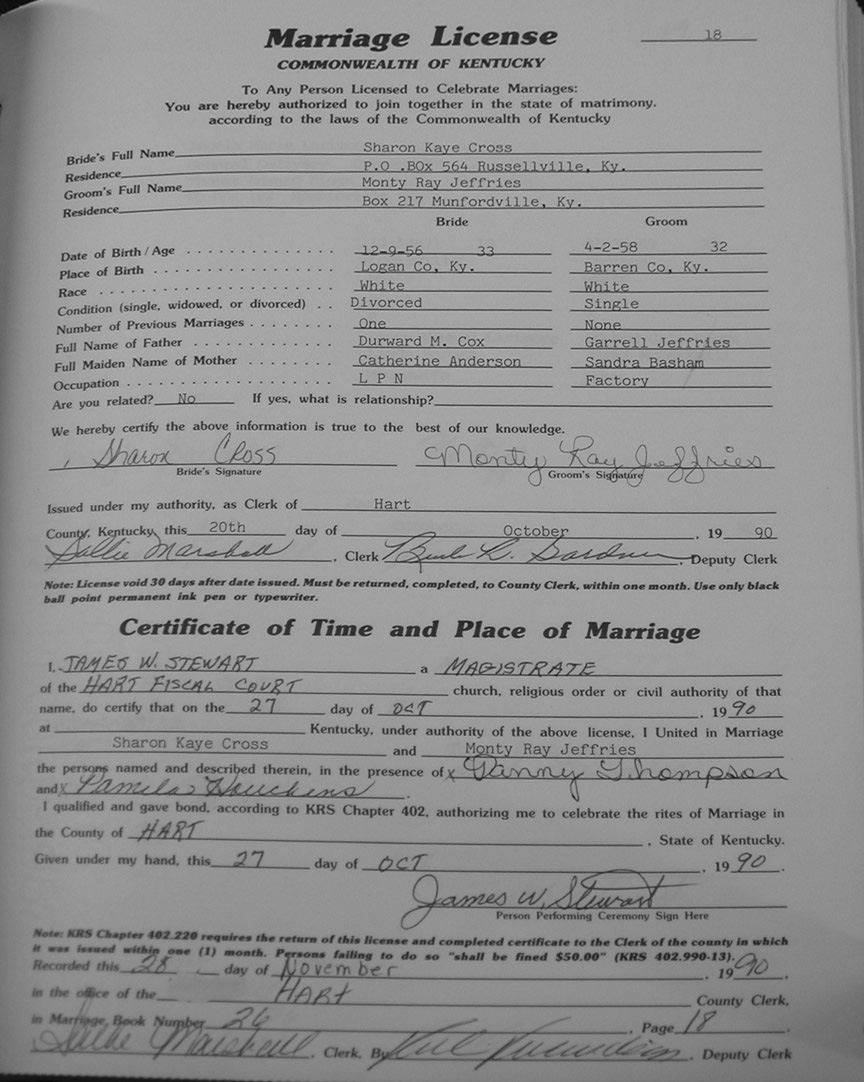 Marriage License 18
COMMONWEALTH OF KENTUCKY
To Any Person Licensed to Celebrate Marriages:
You are hereby authorized to join together in the state of matrimony.
according to the laws of the Commonwealth of Kentucky
Bride's Full Name Sharon Kaye Cross
Residence P.O .BOx 564 Russellville, Ky.
Groom's Full Name Monty Ray Jeffries
Residence Box 217 Munfordville, Ky.
Bride Groom
Date of Birth / Age . . . . . . . . . . . . . . 12-9-56 33 4-2-58 32
Place of Birth . . . . . . . . . . . . . . . . . Logan Co, Ky. Barren Co, Ky.
Race . . . . . . . . . . . . . . . . . . . . . . White White
Condition (single, widowed, or divorced) . . Divorced Single
Number of Previous Marriages . . . . . . . . One None
Full Name of Father . . . . . . . . . . . . . Durward M. Cox Garrell Jeffries
Full Maiden Name of Mother . . . . . . . . Catherine Anderson Sandra Basham
Occupation . . . . . . . . . . . . . . . . . . . L P N Factory
Are you related? No If yes, what is relationship?
We hereby certify the above information is true to the best of our knowledge.
Sharon Cross Monty Ray Jeffries
Bride's Signature Groom's Signature
Issued under my authority, as Clerk of Hart
County, Kentucky, this 20th day of October , 19 90
Sallie Marshall , Clerk R. Gardner , Deputy Clerk
Note: License void 30 days after date issued. Must be returned, completed, to County Clerk, within one month. Use only black
ball point permanent ink pen or typewriter.
Certificate of Time and Place of Marriage
I, JAMES W. STEWART a MAGISTRATE
of the HART FISCAL COURT church, religious order or civil authority of that
name, do certify that on the 27 day of OCT , 19 90
at Kentucky, under authority of the above license, I United in Marriage
Sharon Kaye Cross and Monty Ray Jeffries
the persons named and described therein, in the presence of x Danny Thompson
and x Pamela Houchens .
I qualified and gave bond, according to KRS Chapter 402, authorizing me to celebrate the rites of Marriage in
the County of HART , State of Kentucky.
Given under my hand, this 27 day of OCT , 19 90 .
James W. Stewart
Person Performing Ceremony Sign Here
Note: KRS Chapter 402.220 requires the return of this license and completed certificate to the Clerk of the county in which
it was issued within one (1) month. Persons failing to do so "shall be fined $50.00" (KRS 402.990-13).
Recorded this 28 day of November , 19 90 .
in the office of the HART County Clerk,
in Marriage Book Number 26 , Page 18 .
Sallie Marshall , Clerk, By , Deputy Clerk